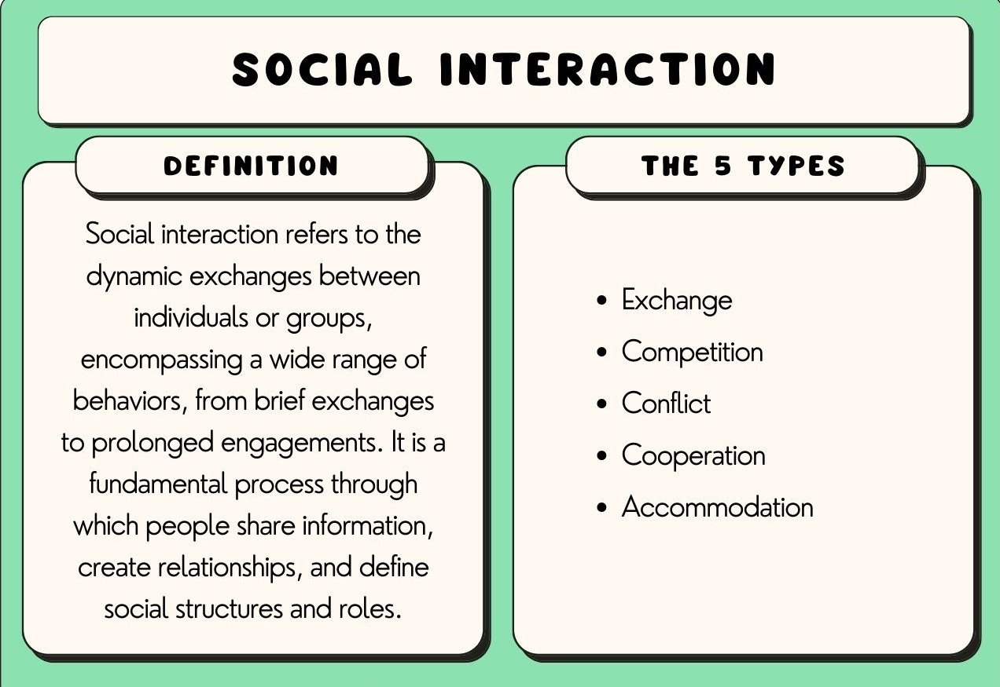 SOCIAL INTERACTION
DEFINITION
Social interaction refers to the
dynamic exchanges between
individuals or groups,
encompassing a wide range of
behaviors, from brief exchanges
to prolonged engagements. It is a
fundamental process through
which people share information,
create relationships, and define
social structures and roles.
THE 5 TYPES
• Exchange
• Competition
• Conflict
• Cooperation
• Accommodation